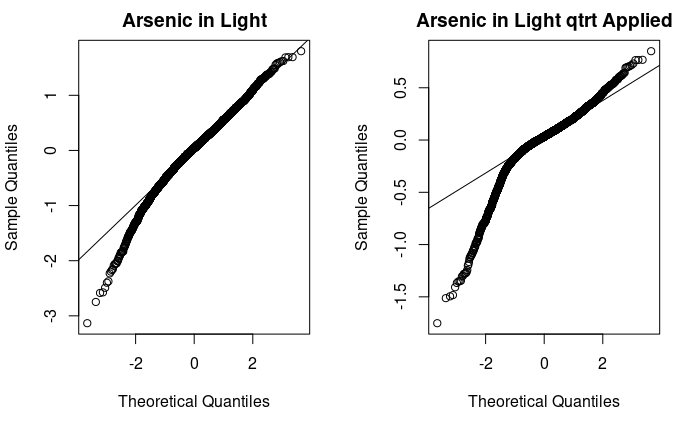 Arsenic in Light
Sample Quantiles
1
0
-1
-2
-3
-2 0 2
Theoretical Quantiles
Arsenic in Light qtrt Applied
Sample Quantiles
0.5
0.0
-0.5
-1.0
-1.5
-2 0 2
Theoretical Quantiles